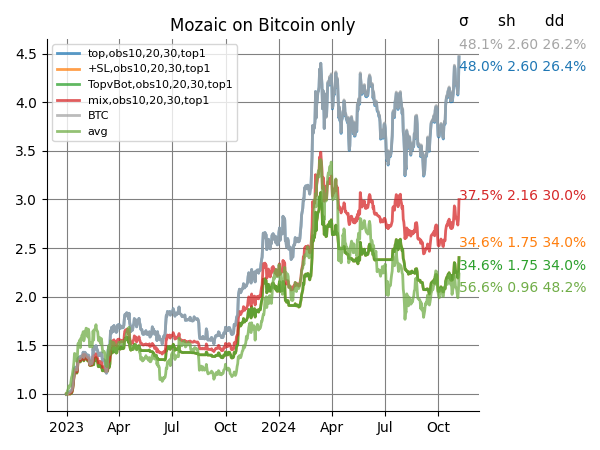 Mozaic on Bitcoin only
σ sh dd
48.1% 2.60 26.2%
48.0% 2.60 26.4%
37.5% 2.16 30.0%
34.6% 1.75 34.0%
34.6% 1.75 34.0%
56.6% 0.96 48.2%
top,obs10,20,30,top1
+SL,obs10,20,30,top1
TopvBot,obs10,20,30,top1
mix,obs10,20,30,top1
BTC
avg
4.5
4.0
3.5
3.0
2.5
2.0
1.5
1.0
2023 Apr Jul Oct 2024 Apr Jul Oct